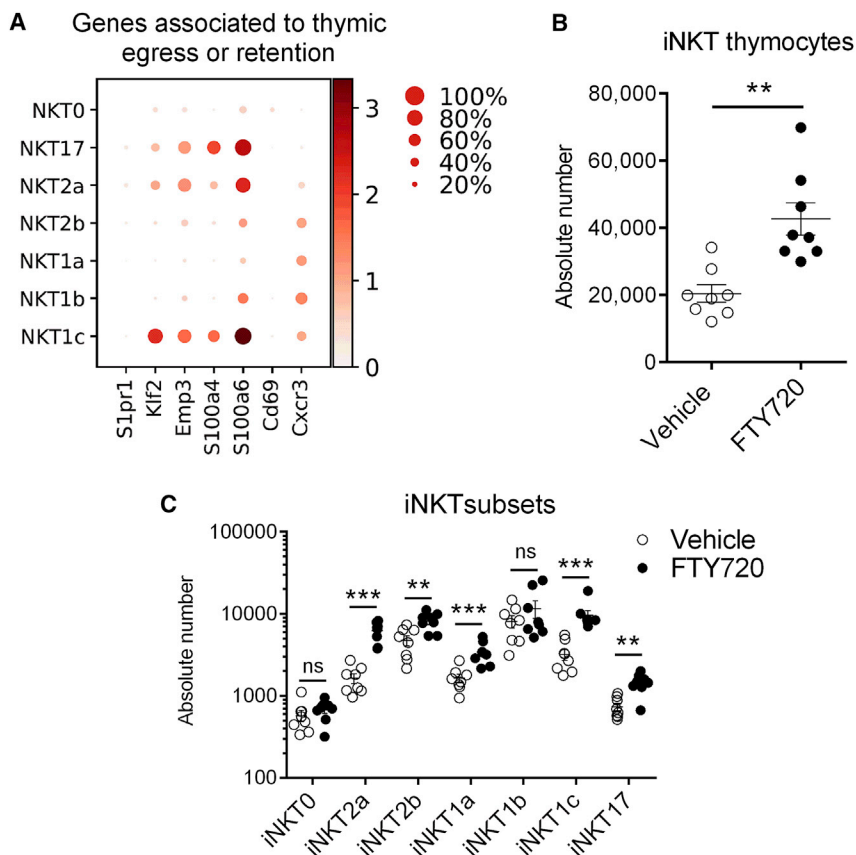 A
Genes associated to thymic
egress or retention
NKT0
NKT17
NKT2a
NKT2b
NKT1a
NKT1b
NKT1c
S1pr1
Klf2
Emp3
S100a4
S100a6
Cd69
Cxcr3
3
2
1
0
100%
80%
60%
40%
20%
B
iNKT thymocytes
**
80,000
60,000
40,000
20,000
0
Absolute number
Vehicle
FTY720
C
iNKTsubsets
Vehicle
FTY720
100000
10000
1000
100
Absolute number
ns
***
**
***
ns
***
**
iNKT0
iNKT2a
iNKT2b
iNKT1a
iNKT1b
iNKT1c
iNKT17